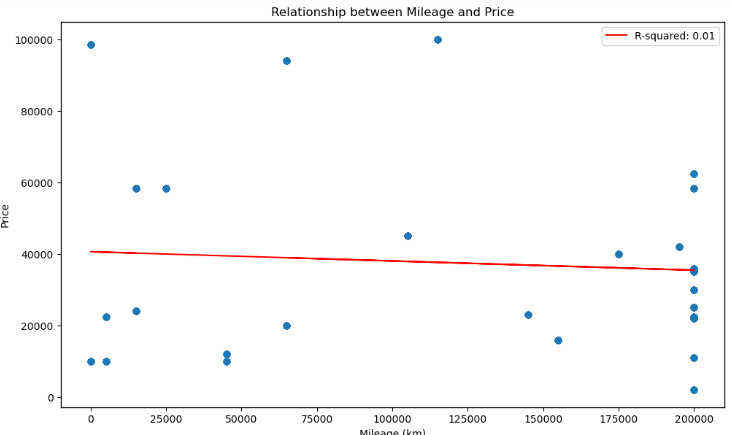 Relationship between Mileage and Price
R-squared: 0.01
100000
80000
60000
40000
20000
0
Price
0 25000 50000 75000 100000 125000 150000 175000 200000
Mileage (km)